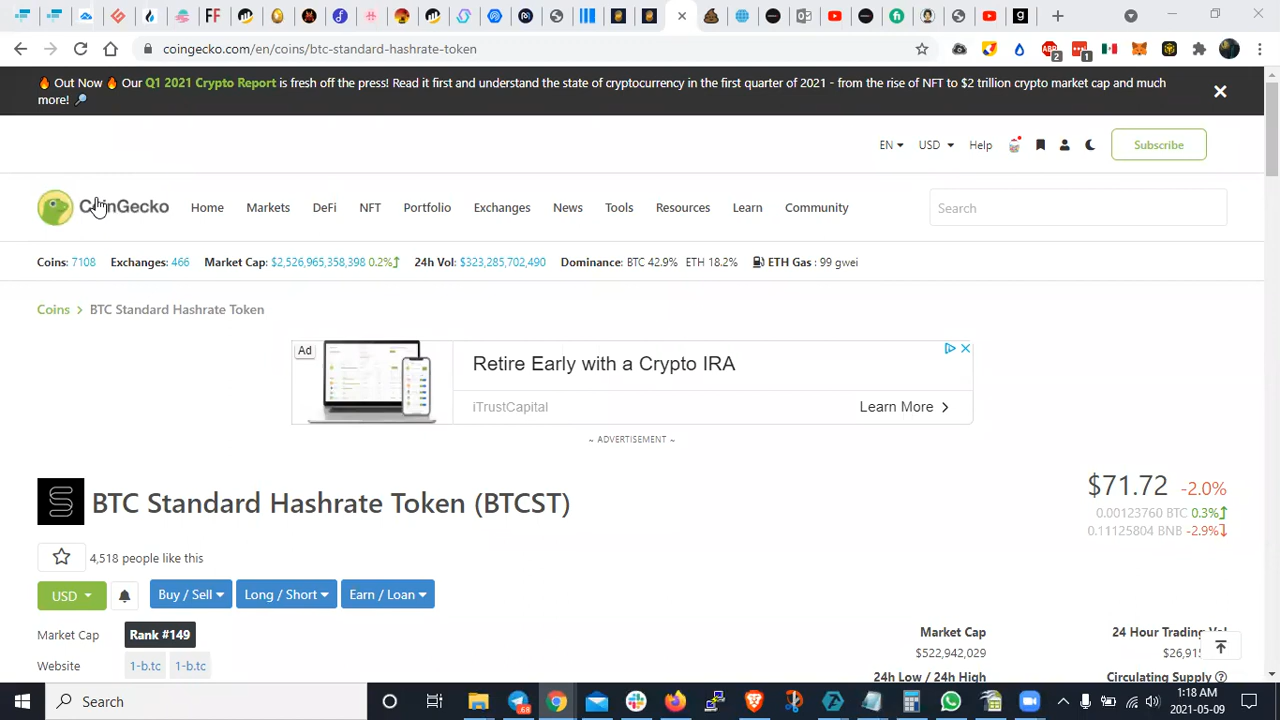 coingecko.com/en/coins/btc-standard-hashrate-token
2
1
🔥 Out Now 🔥 Our Q1 2021 Crypto Report is fresh off the press! Read it first and understand the state of cryptocurrency in the first quarter of 2021 - from the rise of NFT to $2 trillion crypto market cap and much
more! 🔎
EN USD Help Subscribe
CoinGecko Home Markets DeFi NFT Portfolio Exchanges News Tools Resources Learn Community Search
Coins: 7108 Exchanges: 466 Market Cap: $2,526,965,358,398 0.2% 24h Vol: $323,285,702,490 Dominance: BTC 42.9% ETH 18.2% ETH Gas : 99 gwei
Coins > BTC Standard Hashrate Token
Ad
Retire Early with a Crypto IRA
iTrustCapital Learn More >
~ ADVERTISEMENT ~
BTC Standard Hashrate Token (BTCST)
$71.72 -2.0%
0.00123760 BTC 0.3%
0.11125804 BNB -2.9%
4,518 people like this
USD Buy / Sell Long / Short Earn / Loan
Market Cap Rank #149
Website 1-b.tc 1-b.tc
Market Cap
$522,942,029
24 Hour Trading
$26,915
24h Low / 24h High
Circulating Supply
Search
1:18 AM
2021-05-09